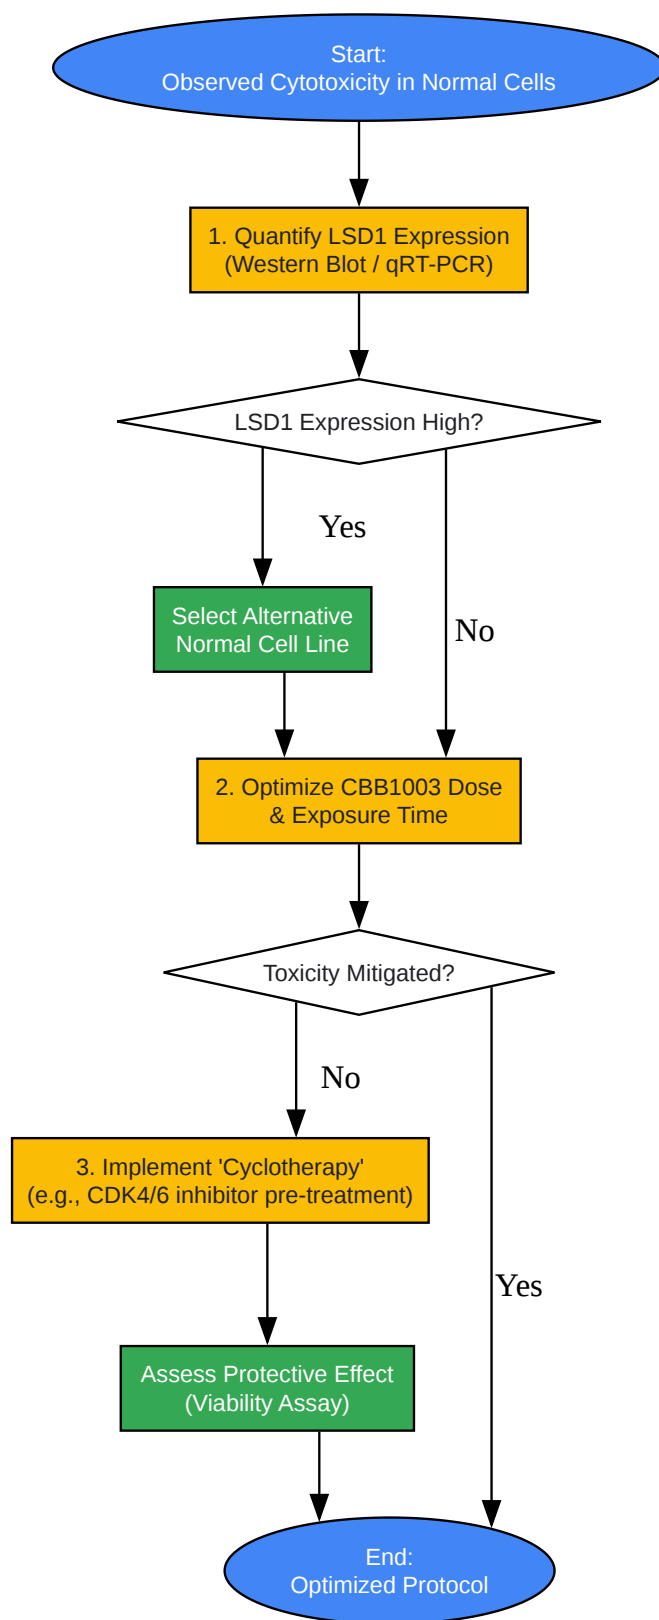 Start:
Observed Cytotoxicity in Normal Cells
1. Quantify LSD1 Expression
(Western Blot / qRT-PCR)
LSD1 Expression High?
Yes
Select Alternative
Normal Cell Line
No
2. Optimize CBB1003 Dose
& Exposure Time
Toxicity Mitigated?
No
3. Implement 'Cyclotherapy'
(e.g., CDK4/6 inhibitor pre-treatment)
Yes
Assess Protective Effect
(Viability Assay)
End:
Optimized Protocol